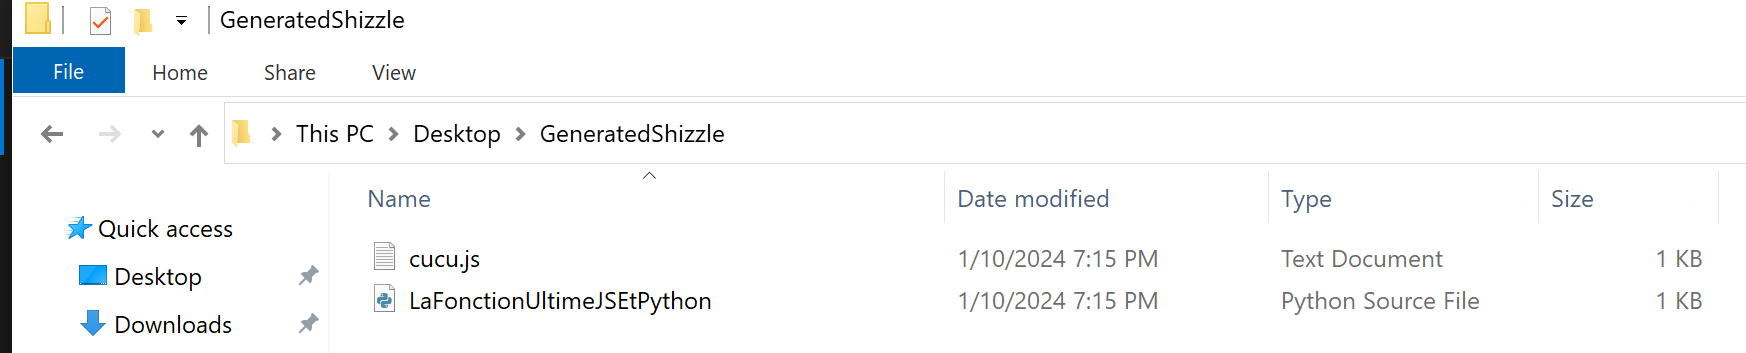 GeneratedShizzle
File Home Share View
This PC Desktop GeneratedShizzle
Name Date modified Type Size
Quick access
cucu.js 1/10/2024 7:15 PM Text Document 1 KB
Desktop
LaFonctionUltimeJSEtPython 1/10/2024 7:15 PM Python Source File 1 KB
Downloads